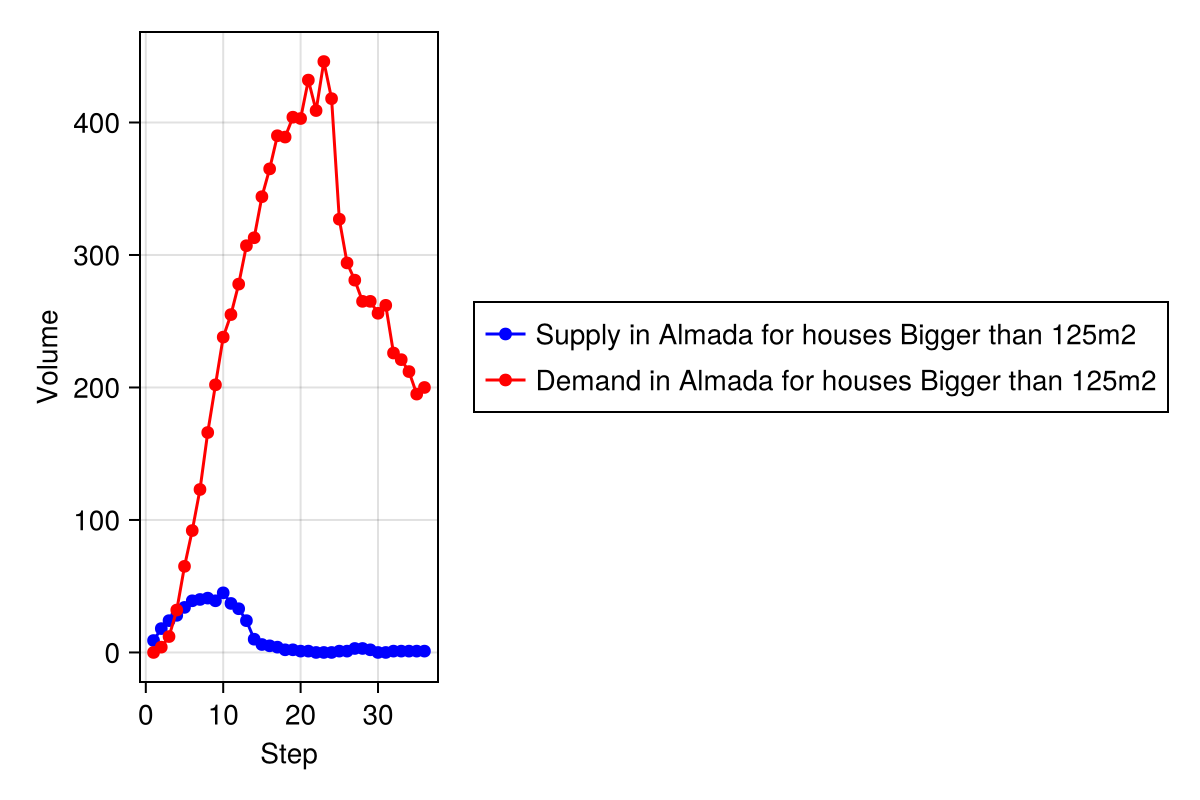 Volume
400
300
200
100
0
0 10 20 30
Step
Supply in Almada for houses Bigger than 125m2
Demand in Almada for houses Bigger than 125m2